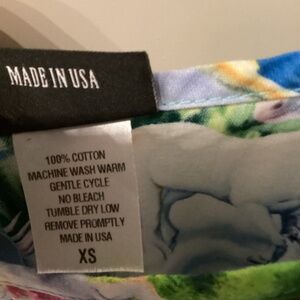 MADE IN USA
100% COTTON
MACHINE WASH WARM
GENTLE CYCLE
NO BLEACH
TUMBLE DRY LOW
REMOVE PROMPTLY
MADE IN USA
XS